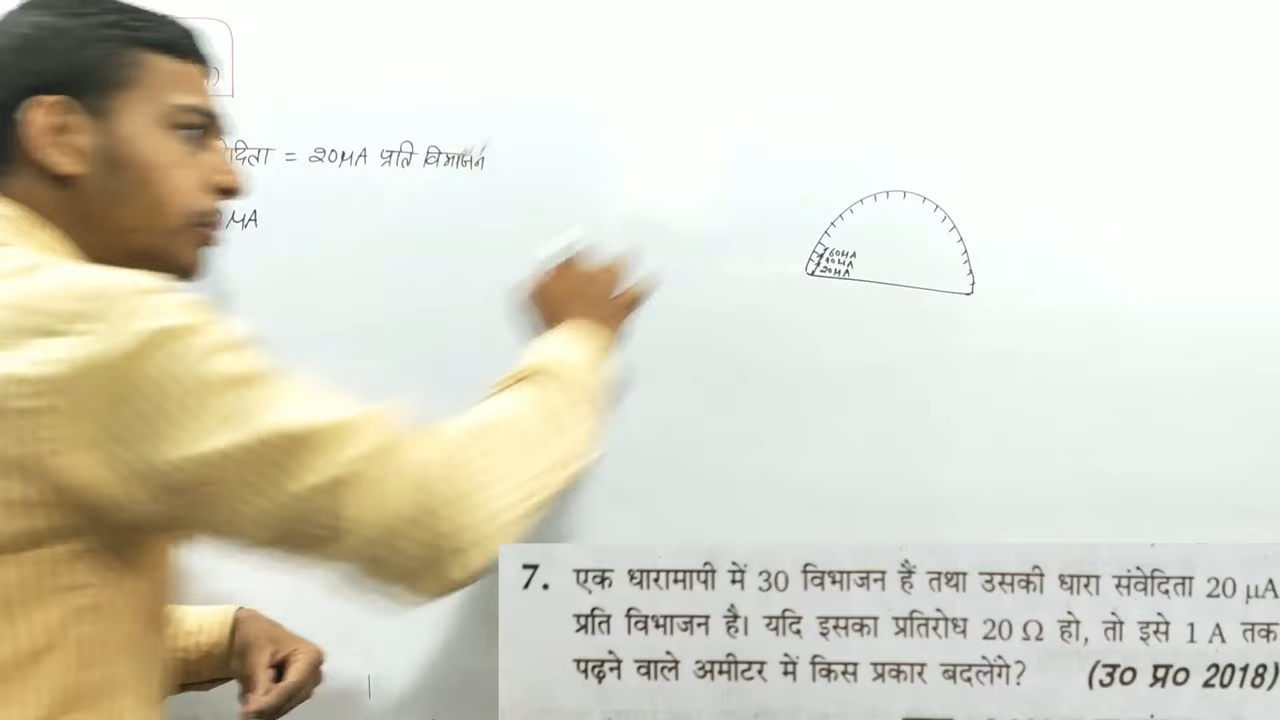 = 20μA प्रति विभाजन
μA
60μA
40μA
20μA
7. एक धारामापी में 30 विभाजन हैं तथा उसकी धारा संवेदिता 20 μA
प्रति विभाजन है। यदि इसका प्रतिरोध 20 Ω हो, तो इसे 1 A तक
पढ़ने वाले अमीटर में किस प्रकार बदलेंगे? (उ० प्र० 2018)